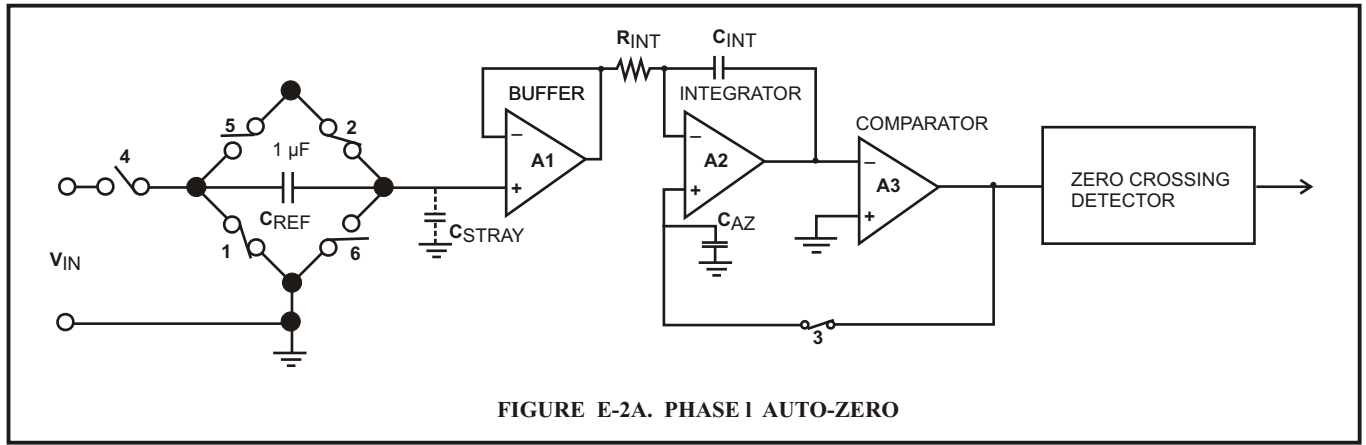 RINT
CINT
BUFFER
INTEGRATOR
COMPARATOR
5
2
1 µF
4
–
–
–
A1
A2
A3
ZERO CROSSING
DETECTOR
+
+
+
CREF
CSTRAY
CAZ
1
6
VIN
3
FIGURE E-2A. PHASE l AUTO-ZERO